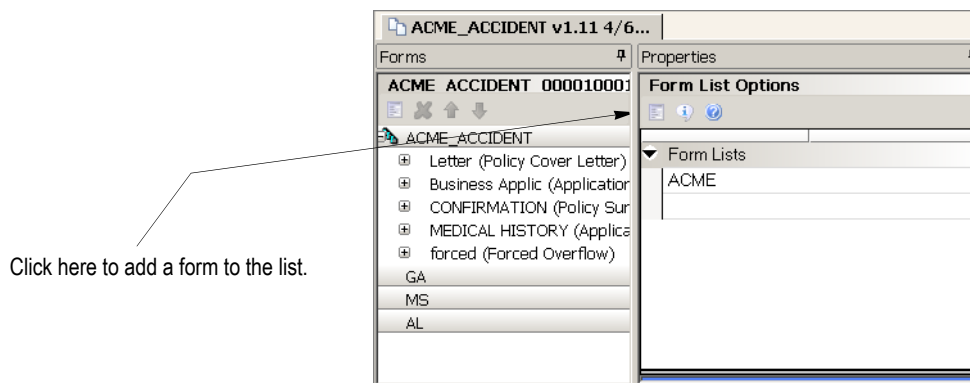 ACME_ACCIDENT v1.11 4/6...
Forms
Properties
ACME ACCIDENT 000010001
Form List Options
ACME_ACCIDENT
Form Lists
Letter (Policy Cover Letter)
ACME
Business Applic (Application
CONFIRMATION (Policy Sur
MEDICAL HISTORY (Applica
forced (Forced Overflow)
GA
MS
AL
Click here to add a form to the list.